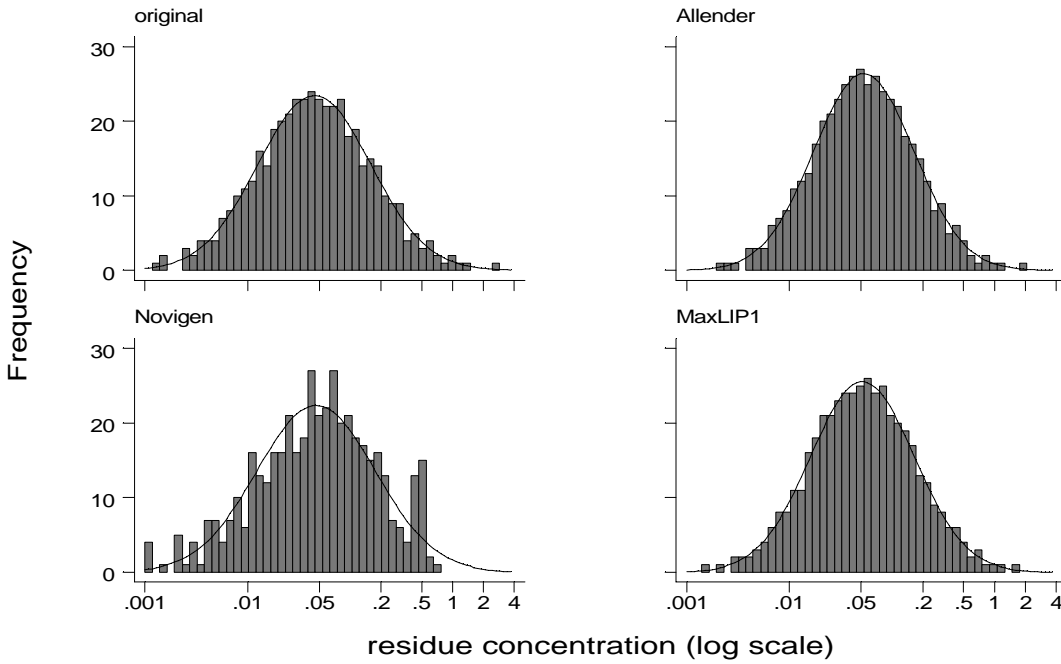 original
Allender
30
20
10
0
Novigen
MaxLIP1
30
20
10
0
.001 .01 .05 .2 .5 1 2 4
.001 .01 .05 .2 .5 1 2 4
Frequency
residue concentration (log scale)